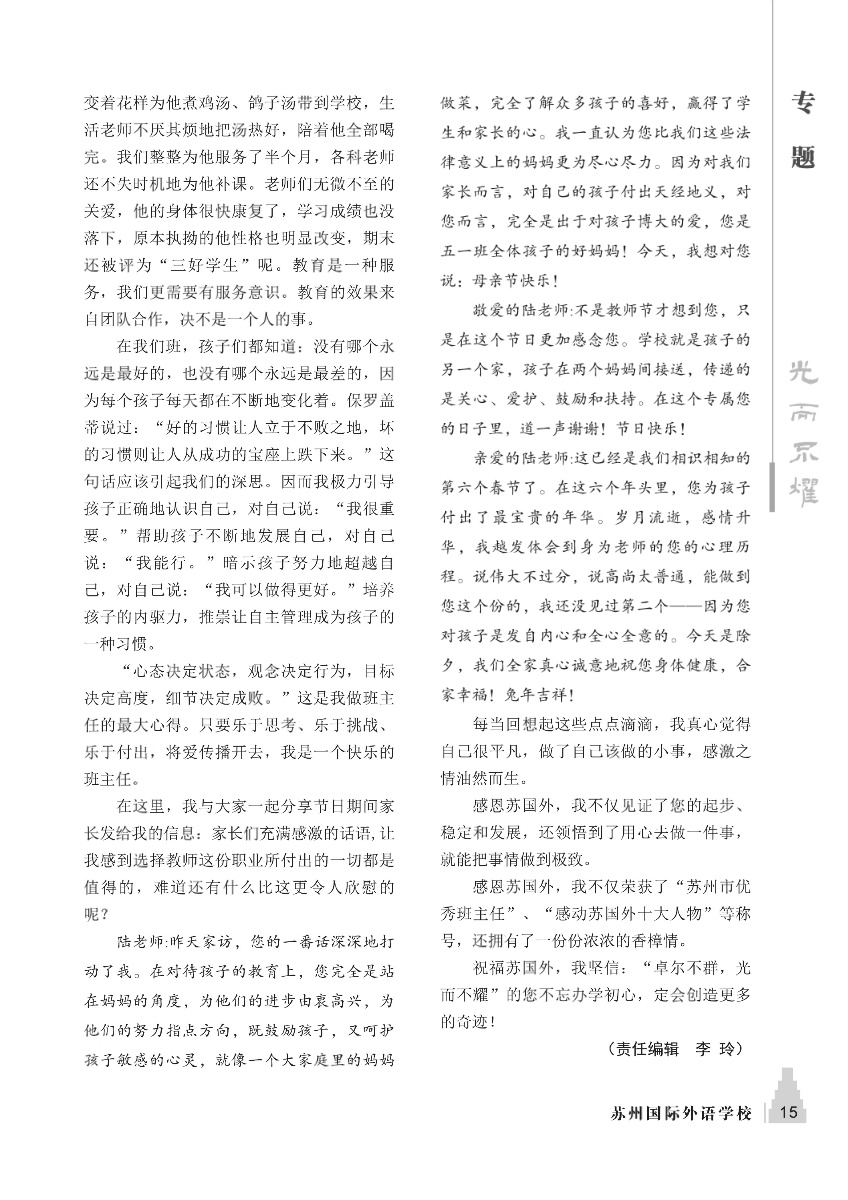 变着花样为他煮鸡汤、鸽子汤带到学校，生
活老师不厌其烦地把汤热好，陪着他全部喝
完。我们整整为他服务了半个月，各科老师
还不失时机地为他补课。老师们无微不至的
关爱，他的身体很快康复了，学习成绩也没
落下，原本执拗的他性格也明显改变，期末
还被评为“三好学生”呢。教育是一种服
务，我们更需要有服务意识。教育的效果来
自团队合作，决不是一个人的事。
在我们班，孩子们都知道：没有哪个永
远是最好的，也没有哪个永远是最差的，因
为每个孩子每天都在不断地变化着。保罗盖
蒂说过：“好的习惯让人立于不败之地，坏
的习惯则让人从成功的宝座上跌下来。”这
句话应该引起我们的深思。因而我极力引导
孩子正确地认识自己，对自己说：“我很重
要。”帮助孩子不断地发展自己，对自己
说：“我能行。”暗示孩子努力地超越自
己，对自己说：“我可以做得更好。”培养
孩子的内驱力，推崇让自主管理成为孩子的
一种习惯。
“心态决定状态，观念决定行为，目标
决定高度，细节决定成败。”这是我做班主
任的最大心得。只要乐于思考、乐于挑战、
乐于付出，将爱传播开去，我是一个快乐的
班主任。
在这里，我与大家一起分享节日期间家
长发给我的信息：家长们充满感激的话语,让
我感到选择教师这份职业所付出的一切都是
值得的，难道还有什么比这更令人欣慰的
呢？
陆老师:昨天家访，您的一番话深深地打
动了我。在对待孩子的教育上，您完全是站
在妈妈的角度，为他们的进步由衷高兴，为
他们的努力指点方向，既鼓励孩子，又呵护
孩子敏感的心灵，就像一个大家庭里的妈妈
做菜，完全了解众多孩子的喜好，赢得了学
生和家长的心。我一直认为您比我们这些法
律意义上的妈妈更为尽心尽力。因为对我们
家长而言，对自己的孩子付出天经地义，对
您而言，完全是出于对孩子博大的爱，您是
五一班全体孩子的好妈妈！今天，我想对您
说：母亲节快乐！
敬爱的陆老师:不是教师节才想到您，只
是在这个节日更加感念您。学校就是孩子的
另一个家，孩子在两个妈妈间接送，传递的
是关心、爱护、鼓励和扶持。在这个专属您
的日子里，道一声谢谢！节日快乐！
亲爱的陆老师:这已经是我们相识相知的
第六个春节了。在这六个年头里，您为孩子
付出了最宝贵的年华。岁月流逝，感情升
华，我越发体会到身为老师的您的心理历
程。说伟大不过分，说高尚太普通，能做到
您这个份的，我还没见过第二个——因为您
对孩子是发自内心和全心全意的。今天是除
夕，我们全家真心诚意地祝您身体健康，合
家幸福！兔年吉祥！
每当回想起这些点点滴滴，我真心觉得
自己很平凡，做了自己该做的小事，感激之
情油然而生。
感恩苏国外，我不仅见证了您的起步、
稳定和发展，还领悟到了用心去做一件事，
就能把事情做到极致。
感恩苏国外，我不仅荣获了“苏州市优
秀班主任”、“感动苏国外十大人物”等称
号，还拥有了一份份浓浓的香樟情。
祝福苏国外，我坚信：“卓尔不群，光
而不耀”的您不忘办学初心，定会创造更多
的奇迹！
（责任编辑　李 玲）
专题
光而不耀
苏州国际外语学校 15